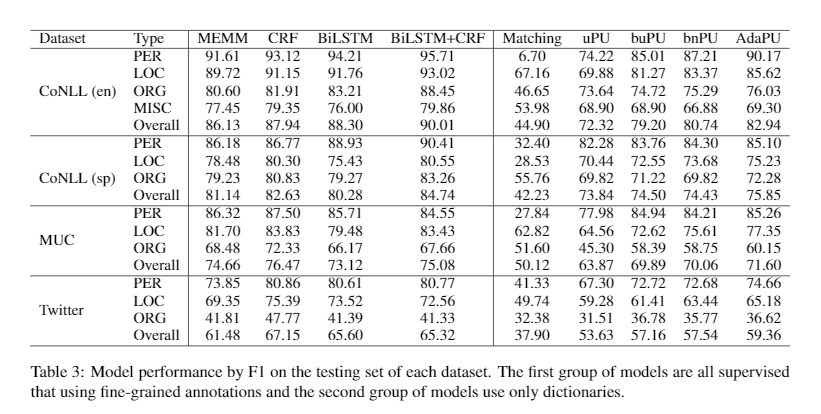 Dataset Type MEMM CRF BiLSTM BiLSTM+CRF Matching uPU buPU bnPU AdaPU
PER 91.61 93.12 94.21 95.71 6.70 74.22 85.01 87.21 90.17
LOC 89.72 91.15 91.76 93.02 67.16 69.88 81.27 83.37 85.62
CoNLL (en) ORG 80.60 81.91 83.21 88.45 46.65 73.64 74.72 75.29 76.03
MISC 77.45 79.35 76.00 79.86 53.98 68.90 68.90 66.88 69.30
Overall 86.13 87.94 88.30 90.01 44.90 72.32 79.20 80.74 82.94
PER 86.18 86.77 88.93 90.41 32.40 82.28 83.76 84.30 85.10
LOC 78.48 80.30 75.43 80.55 28.53 70.44 72.55 73.68 75.23
CoNLL (sp) ORG 79.23 80.83 79.27 83.26 55.76 69.82 71.22 69.82 72.28
Overall 81.14 82.63 80.28 84.74 42.23 73.84 74.50 74.43 75.85
PER 86.32 87.50 85.71 84.55 27.84 77.98 84.94 84.21 85.26
LOC 81.70 83.83 79.48 83.43 62.82 64.56 72.62 75.61 77.35
MUC ORG 68.48 72.33 66.17 67.66 51.60 45.30 58.39 58.75 60.15
Overall 74.66 76.47 73.12 75.08 50.12 63.87 69.89 70.06 71.60
PER 73.85 80.86 80.61 80.77 41.33 67.30 72.72 72.68 74.66
LOC 69.35 75.39 73.52 72.56 49.74 59.28 61.41 63.44 65.18
Twitter ORG 41.81 47.77 41.39 41.33 32.38 31.51 36.78 35.77 36.62
Overall 61.48 67.15 65.60 65.32 37.90 53.63 57.16 57.54 59.36
Table 3: Model performance by F1 on the testing set of each dataset. The first group of models are all supervised
that using fine-grained annotations and the second group of models use only dictionaries.